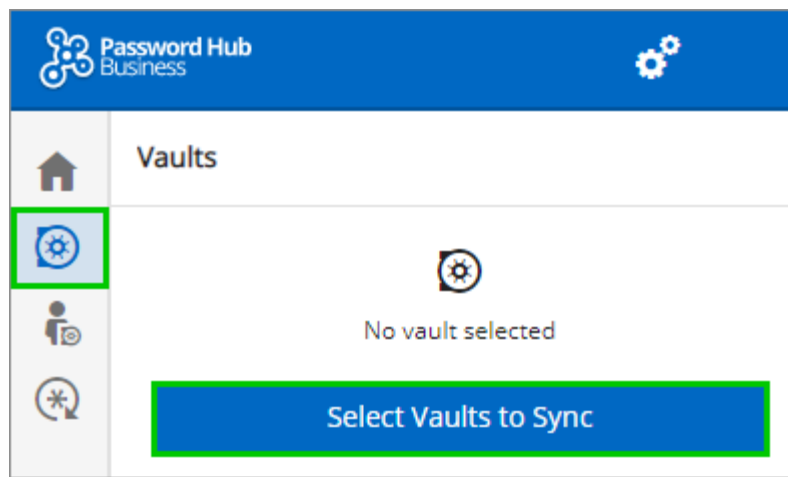 Password Hub
Business
Vaults
No vault selected
Select Vaults to Sync